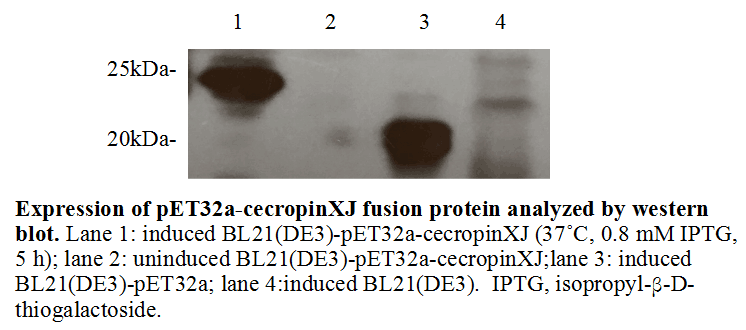 1 2 3 4
25kDa-
20kDa-
Expression of pET32a-cecropinXJ fusion protein analyzed by western
blot. Lane 1: induced BL21(DE3)-pET32a-cecropinXJ (37˚C, 0.8 mM IPTG,
5 h); lane 2: uninduced BL21(DE3)-pET32a-cecropinXJ;lane 3: induced
BL21(DE3)-pET32a; lane 4:induced BL21(DE3).  IPTG, isopropyl-β-D-
thiogalactoside.